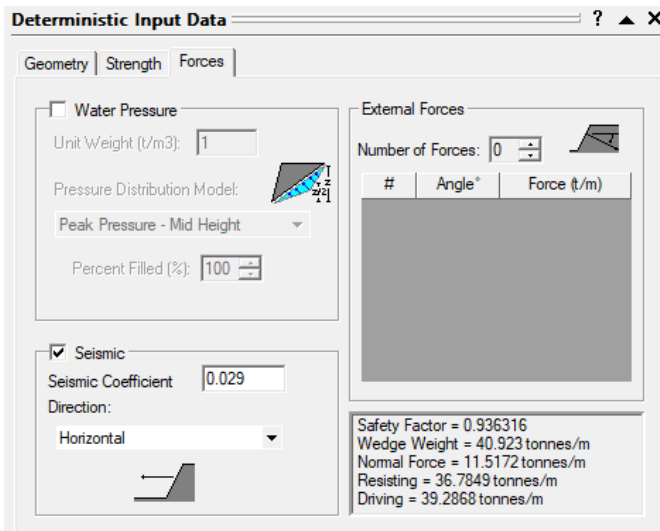 Deterministic Input Data ? ▲ X
Geometry Strength Forces
Water Pressure
Unit Weight (t/m3): 1
Pressure Distribution Model:
Peak Pressure - Mid Height
Percent Filled (%): 100
Seismic
Seismic Coefficient 0.029
Direction:
Horizontal
External Forces
Number of Forces: 0
# Angle° Force (t/m)
Safety Factor = 0.936316
Wedge Weight = 40.923 tonnes/m
Normal Force = 11.5172 tonnes/m
Resisting = 36.7849 tonnes/m
Driving = 39.2868 tonnes/m